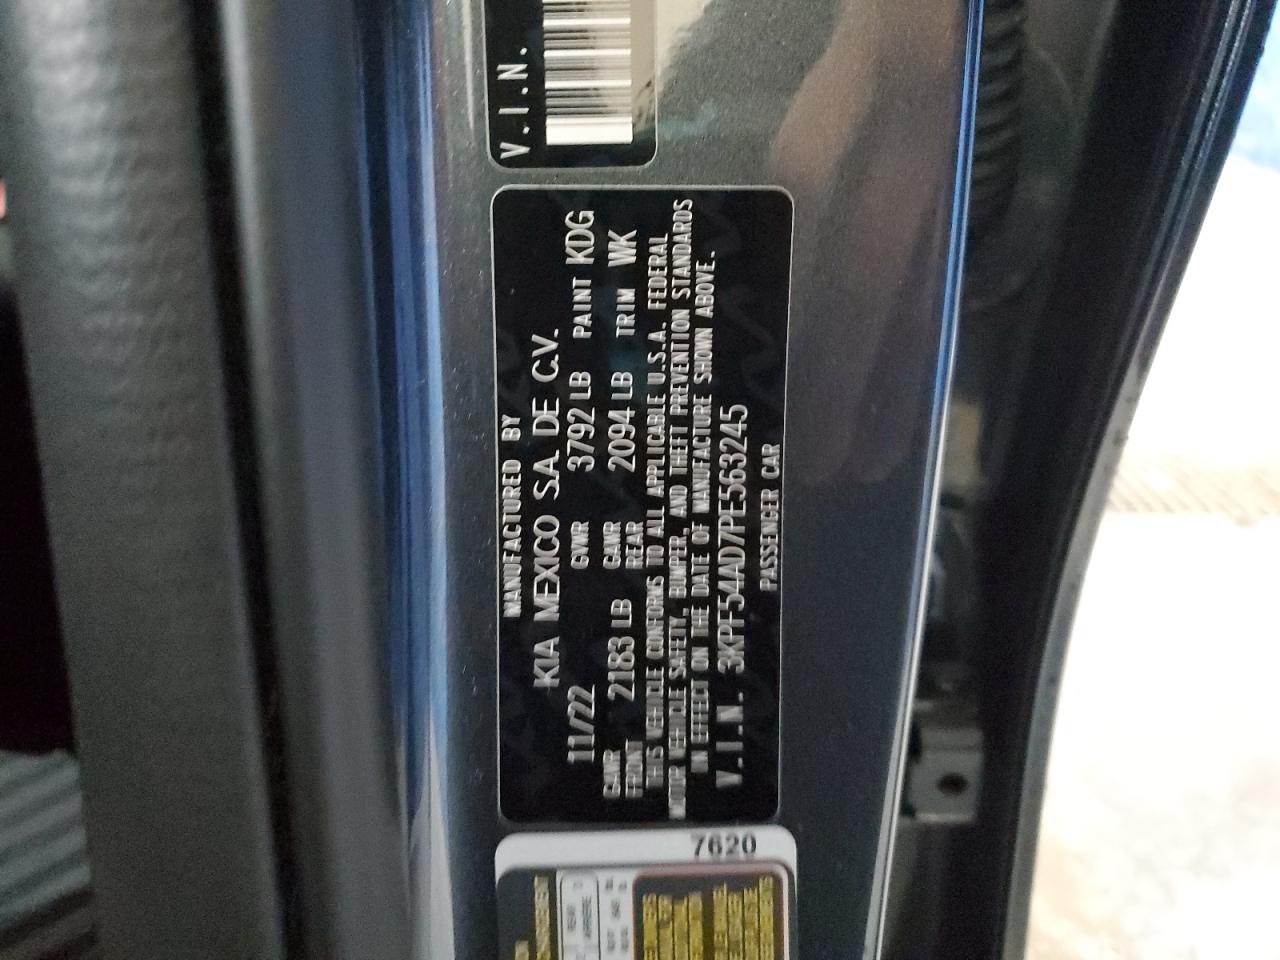 V.I.N.
MANUFACTURED BY
KIA MEXICO S.A. DE C.V.
11/22 GVWR 3792 LB PAINT KDG
GAWR FRONT 2183 LB GAWR REAR 2094 LB TRIM WK
THIS VEHICLE CONFORMS TO ALL APPLICABLE U.S.A. FEDERAL
MOTOR VEHICLE SAFETY, BUMPER, AND THEFT PREVENTION STANDARDS
IN EFFECT ON THE DATE OF MANUFACTURE SHOWN ABOVE.
V.I.N. 3KPF54AD7PE563245
PASSENGER CAR
7620